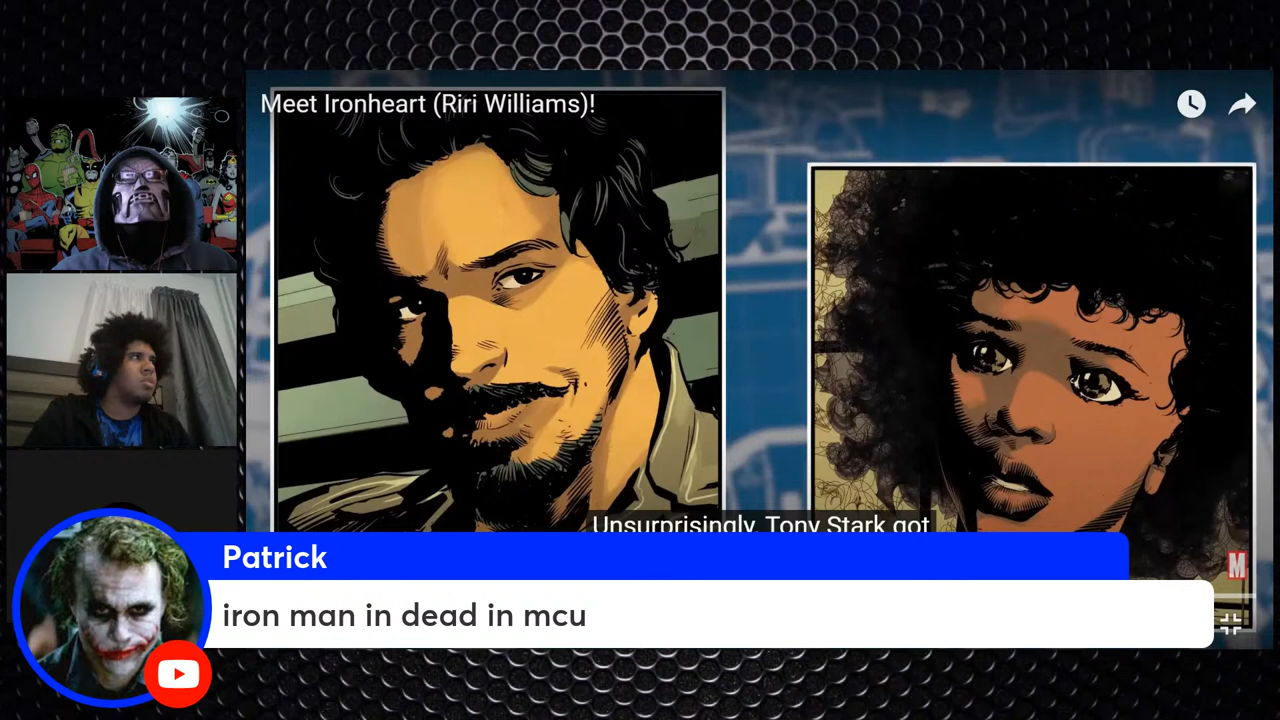 Meet Ironheart (Riri Williams)!
Unsurprisingly, Tony Stark got
Patrick
iron man in dead in mcu
M